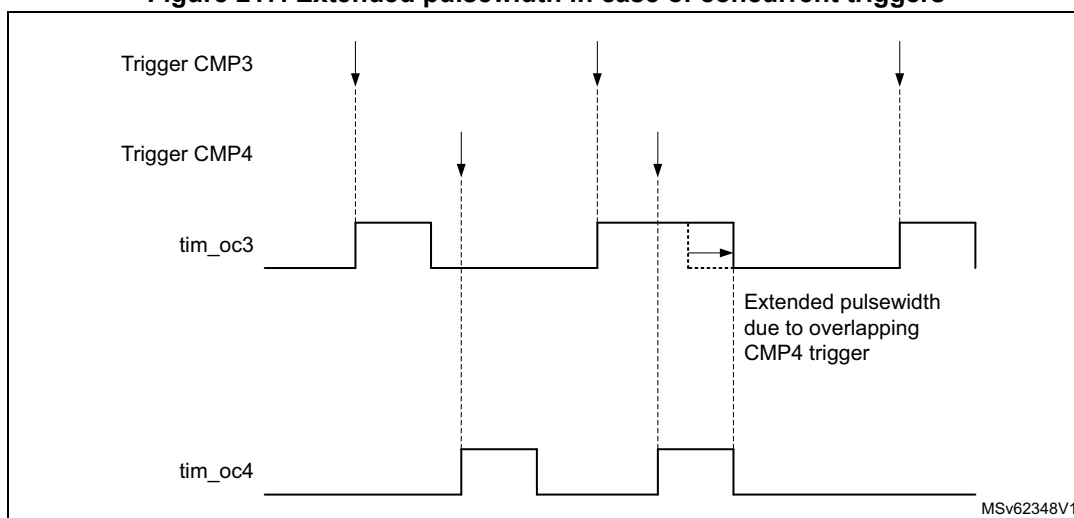 Trigger CMP3
Trigger CMP4
tim_oc3
Extended pulsewidth
due to overlapping
CMP4 trigger
tim_oc4
MSv62348V1